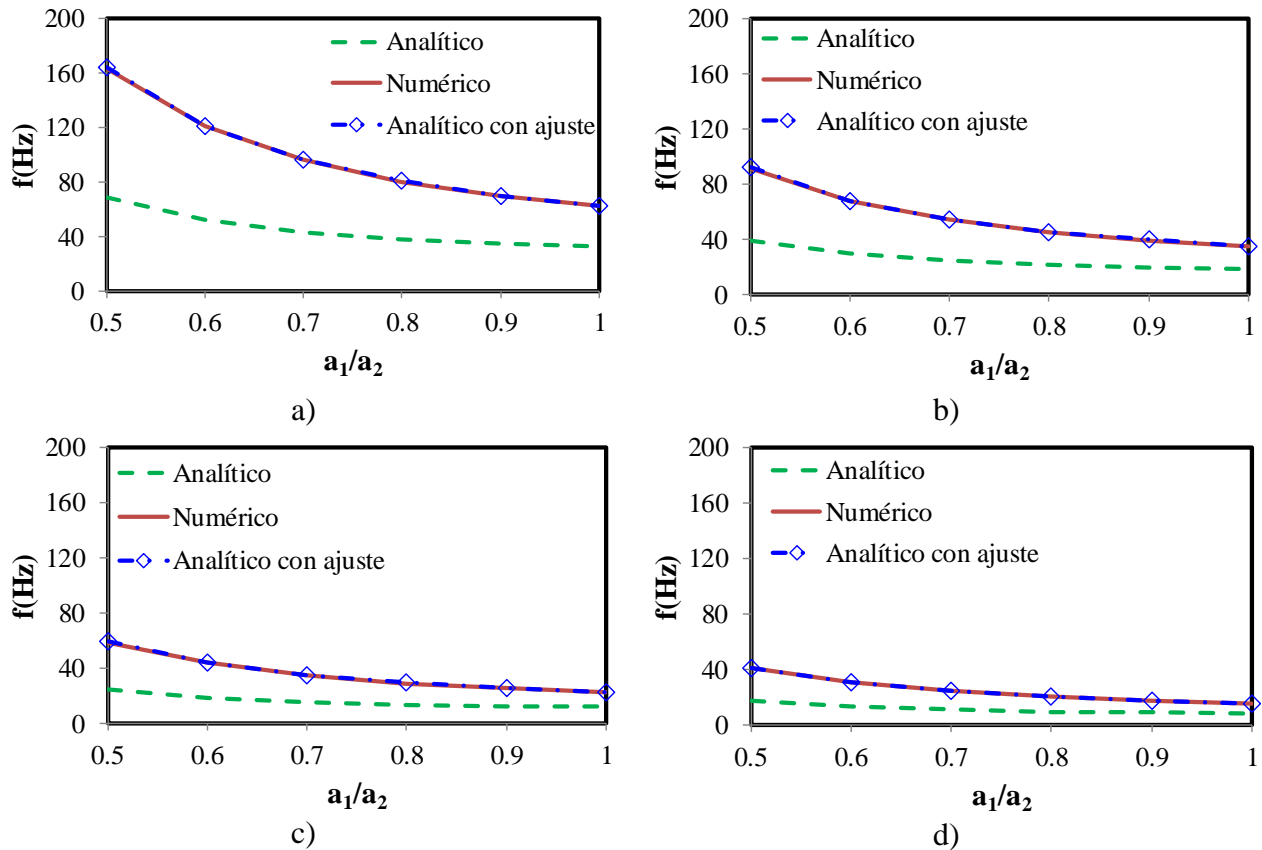 200
160
120
80
40
0
f(Hz)
Analítico
Numérico
Analítico con ajuste
0.5 0.6 0.7 0.8 0.9 1
a₁/a₂
a)
200
160
120
80
40
0
f(Hz)
Analítico
Numérico
Analítico con ajuste
0.5 0.6 0.7 0.8 0.9 1
a₁/a₂
b)
200
160
120
80
40
0
f(Hz)
Analítico
Numérico
Analítico con ajuste
0.5 0.6 0.7 0.8 0.9 1
a₁/a₂
c)
200
160
120
80
40
0
f(Hz)
Analítico
Numérico
Analítico con ajuste
0.5 0.6 0.7 0.8 0.9 1
a₁/a₂
d)